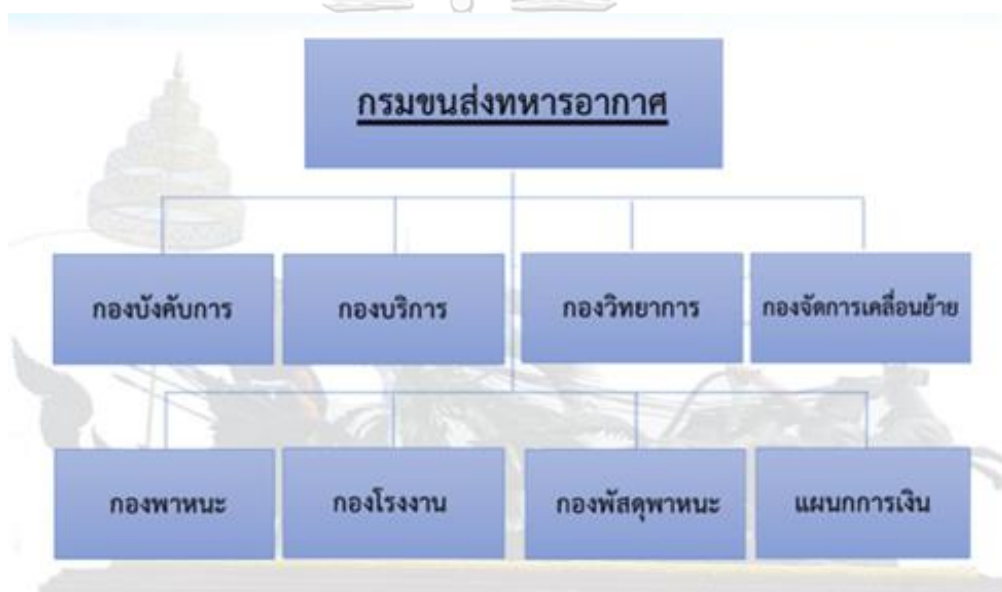 กรมขนส่งทหารอากาศ
กองบังคับการ
กองบริการ
กองวิทยาการ
กองจัดการเคลื่อนย้าย
กองพาหนะ
กองโรงงาน
กองพัสดุพาหนะ
แผนกการเงิน